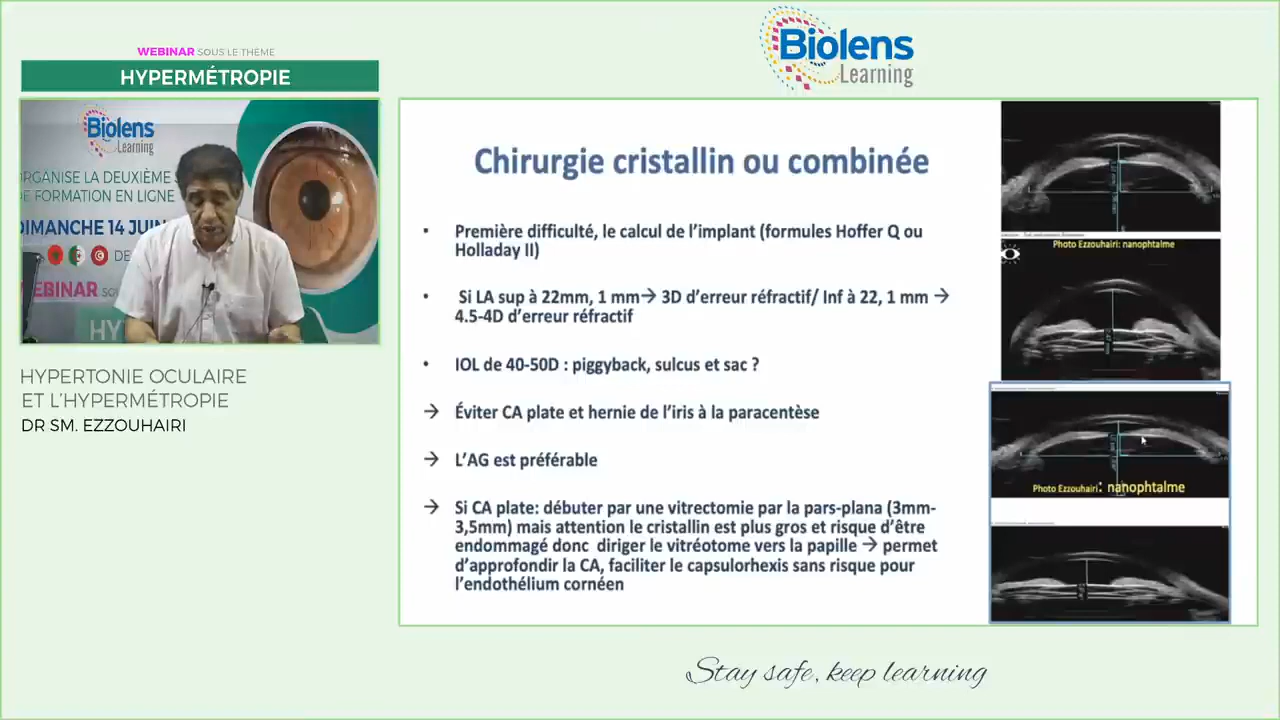 WEBINAR SOUS LE THÈME
HYPERMÉTROPIE
Biolens
Learning
Biolens
Learning
ORGANISE LA DEUXIÈME
DE FORMATION EN LIGNE
DIMANCHE 14 JUIN
DE
WEBINAR
HY
HYPERTONIE OCULAIRE
ET L'HYPERMÉTROPIE
DR SM. EZZOUHAIRI
Chirurgie cristallin ou combinée
• Première difficulté, le calcul de l'implant (formules Hoffer Q ou
Holladay II)
• Si LA sup à 22mm, 1 mm→ 3D d'erreur réfractif/ Inf à 22, 1 mm →
4.5-4D d'erreur réfractif
• IOL de 40-50D : piggyback, sulcus et sac ?
→ Éviter CA plate et hernie de l'iris à la paracentèse
→ L'AG est préférable
→ Si CA plate: débuter par une vitrectomie par la pars-plana (3mm-
3,5mm) mais attention le cristallin est plus gros et risque d'être
endommagé donc diriger le vitréotome vers la papille → permet
d'approfondir la CA, faciliter le capsulorhexis sans risque pour
l'endothélium cornéen
Photo Ezzouhairi: nanophtalme
Photo Ezzouhairi: nanophtalme
Stay safe, keep learning